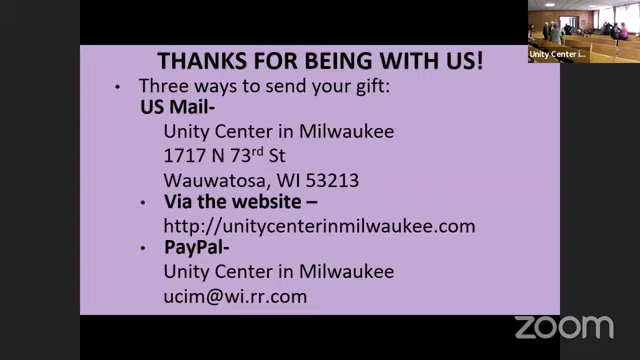 THANKS FOR BEING WITH US!
• Three ways to send your gift:
US Mail-
Unity Center in Milwaukee
1717 N 73rd St
Wauwatosa, WI 53213
• Via the website –
http://unitycenterinmilwaukee.com
• PayPal-
Unity Center in Milwaukee
ucim@wi.rr.com
Unity Center i...
zoom